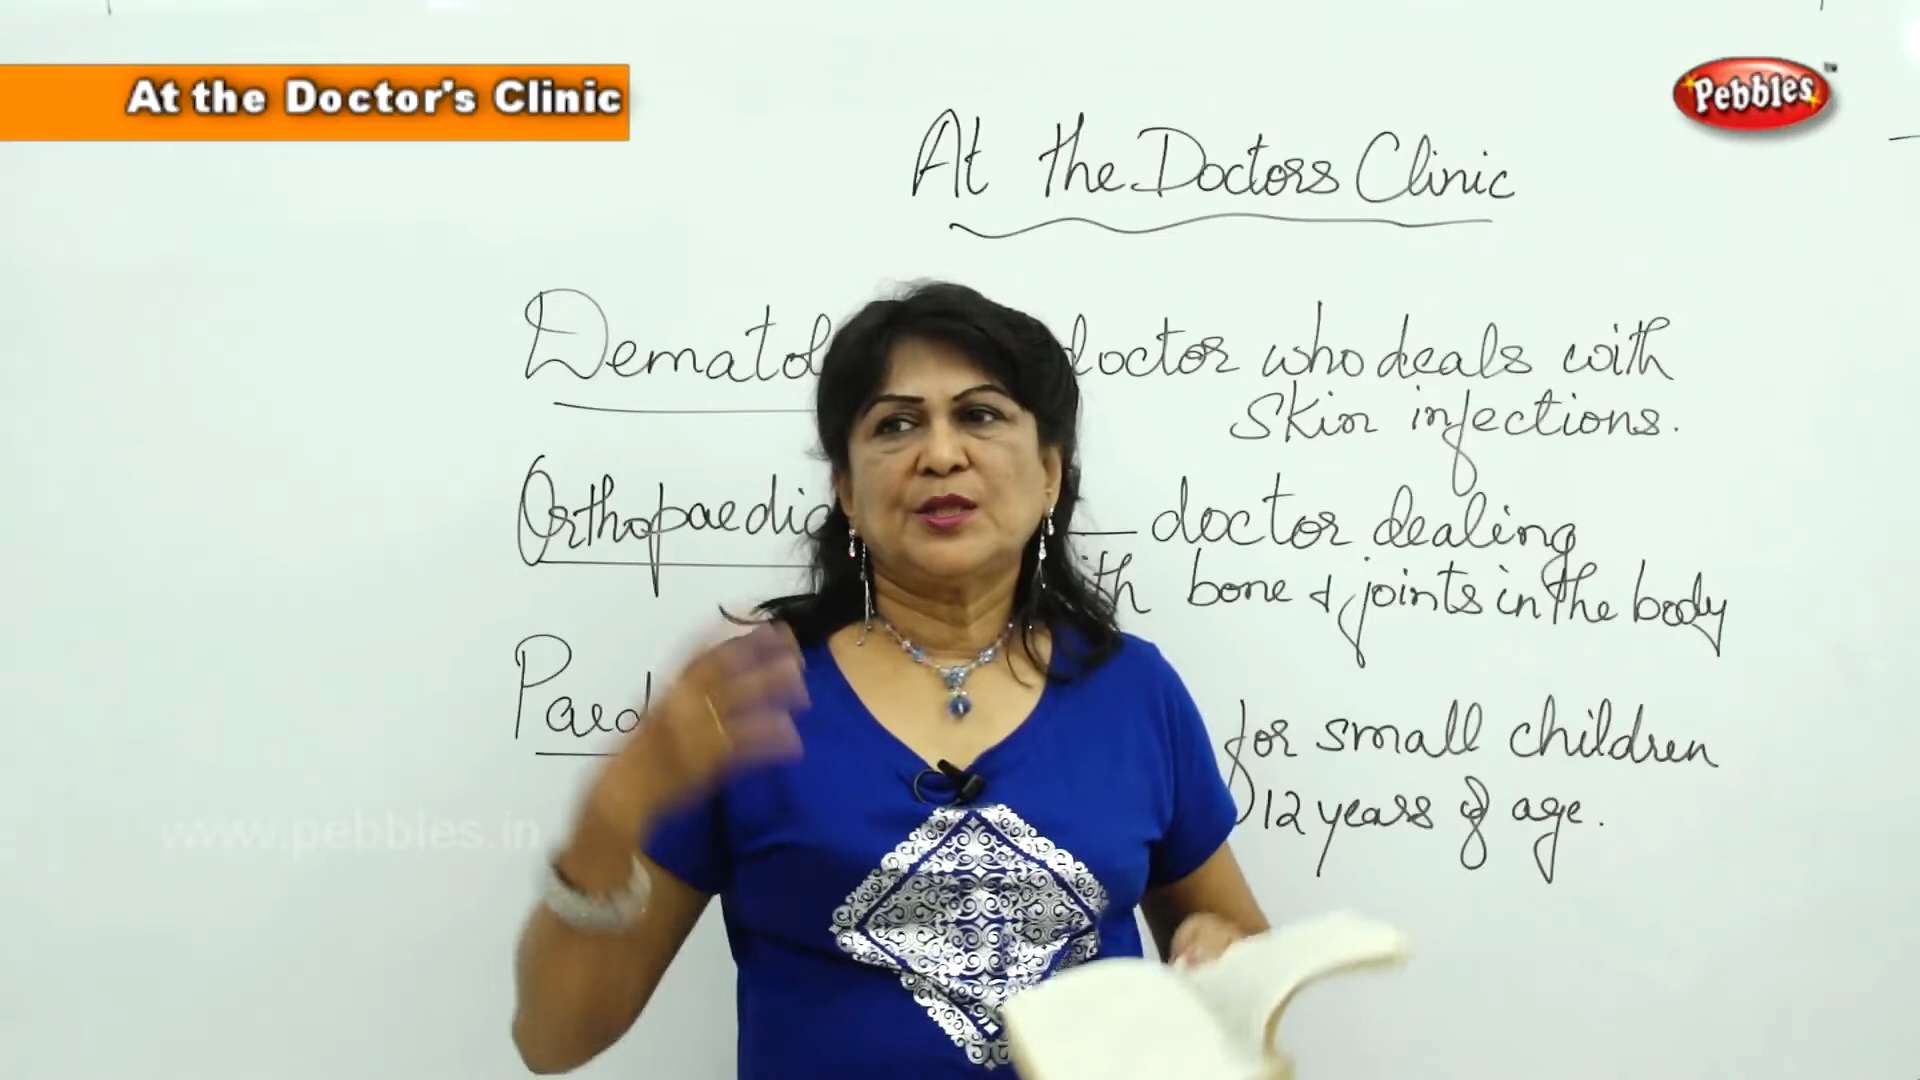 At the Doctor's Clinic
Pebbles
TM
At the Doctors Clinic
doctor who deals with
Skin infections.
doctor dealing
bone & joints in the body
for small children
12 years of age.
www.pebbles.in